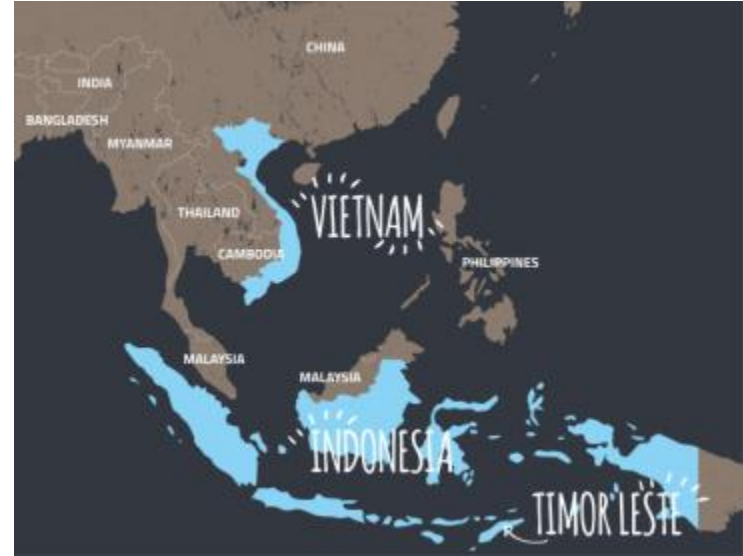 CHINA
INDIA
BANGLADESH
MYANMAR
VIETNAM
THAILAND
CAMBODIA
PHILIPPINES
MALAYSIA
MALAYSIA
INDONESIA
TIMOR LESTE